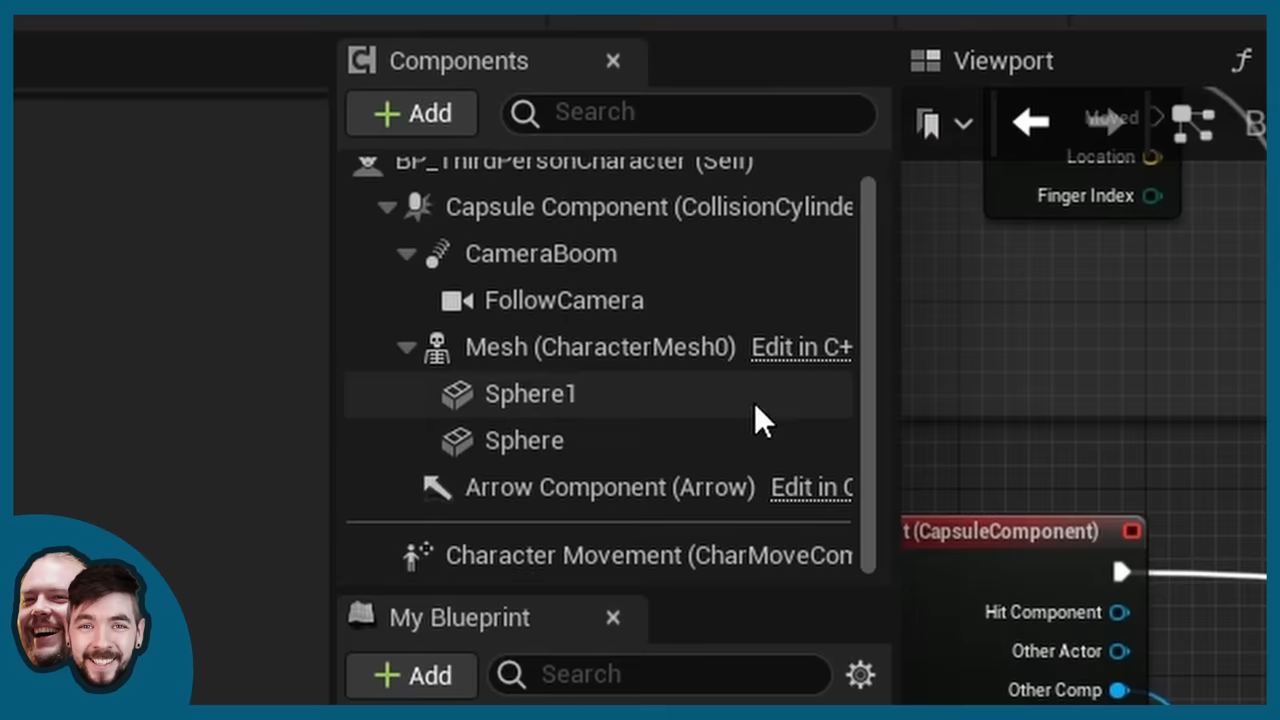 Components
Viewport
Add
Search
BP_ThirdPersonCharacter (Self)
Capsule Component (CollisionCylinde
CameraBoom
FollowCamera
Mesh (CharacterMesh0) Edit in C+
Sphere1
Sphere
Arrow Component (Arrow) Edit in C
Character Movement (CharMoveCom
My Blueprint
Add
Search
Moved
B
Location
Finger Index
t (CapsuleComponent)
Hit Component
Other Actor
Other Comp